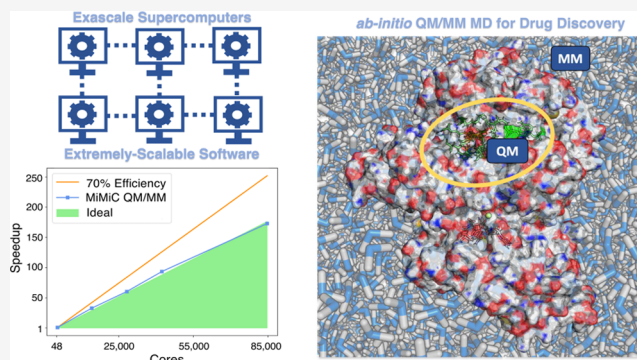 Exascale Supercomputers
Extremely-Scalable Software
Speedup
250
200
150
100
50
1
70% Efficiency
MiMiC QM/MM
Ideal
48
25,000
55,000
85,000
Cores
ab-initio QM/MM MD for Drug Discovery
MM
QM